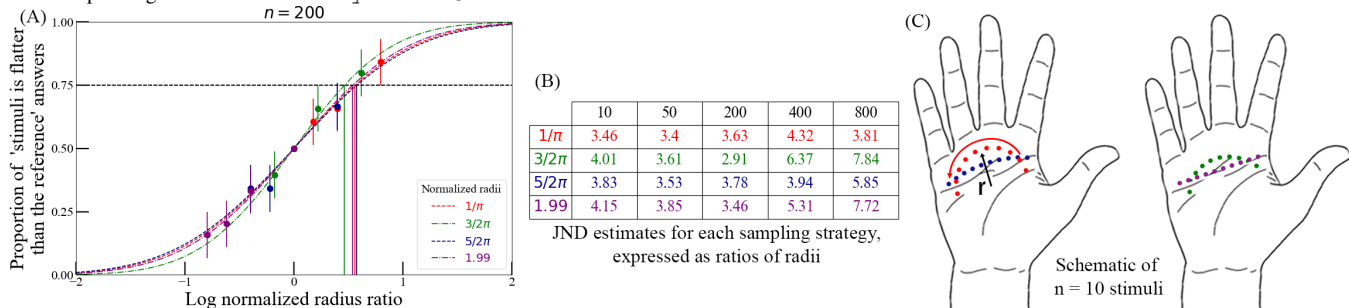 (A)
n = 200
Proportion of 'stimuli is flatter
than the reference' answers
1.00
0.75
0.50
0.25
0.00
Normalized radii
1/π
3/2π
5/2π
1.99
−2
−1
0
1
2
Log normalized radius ratio
(B)
10 50 200 400 800
1/π 3.46 3.4 3.63 4.32 3.81
3/2π 4.01 3.61 2.91 6.37 7.84
5/2π 3.83 3.53 3.78 3.94 5.85
1.99 4.15 3.85 3.46 5.31 7.72
JND estimates for each sampling strategy,
expressed as ratios of radii
(C)
r
Schematic of
n = 10 stimuli